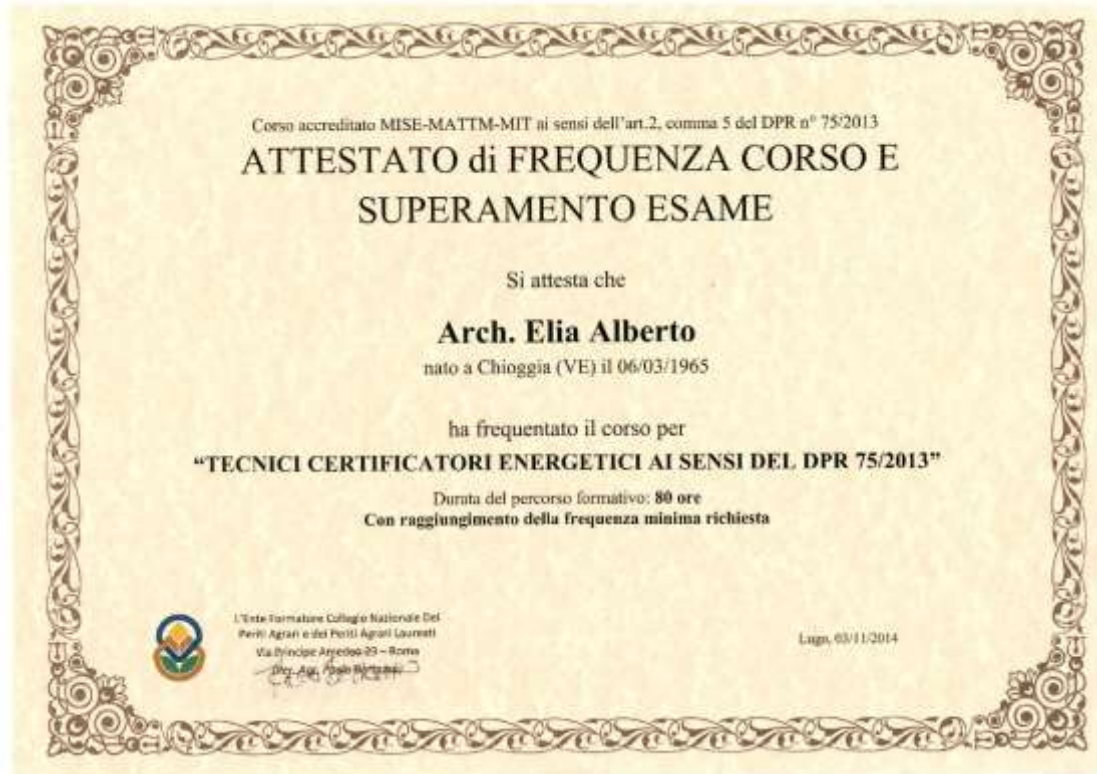 Corso accreditato MISE-MATTM-MIT ai sensi dell'art.2, comma 5 del DPR n° 75/2013
ATTESTATO di FREQUENZA CORSO E
SUPERAMENTO ESAME
Si attesta che
Arch. Elia Alberto
nato a Chioggia (VE) il 06/03/1965
ha frequentato il corso per
“TECNICI CERTIFICATORI ENERGETICI AI SENSI DEL DPR 75/2013”
Durata del percorso formativo: 80 ore
Con raggiungimento della frequenza minima richiesta
L'Ente Formatore Collegio Nazionale Dei
Periti Agrari e dei Periti Agrari Laureati
Via Principe Amedeo 23 – Roma
Lugo, 03/11/2014